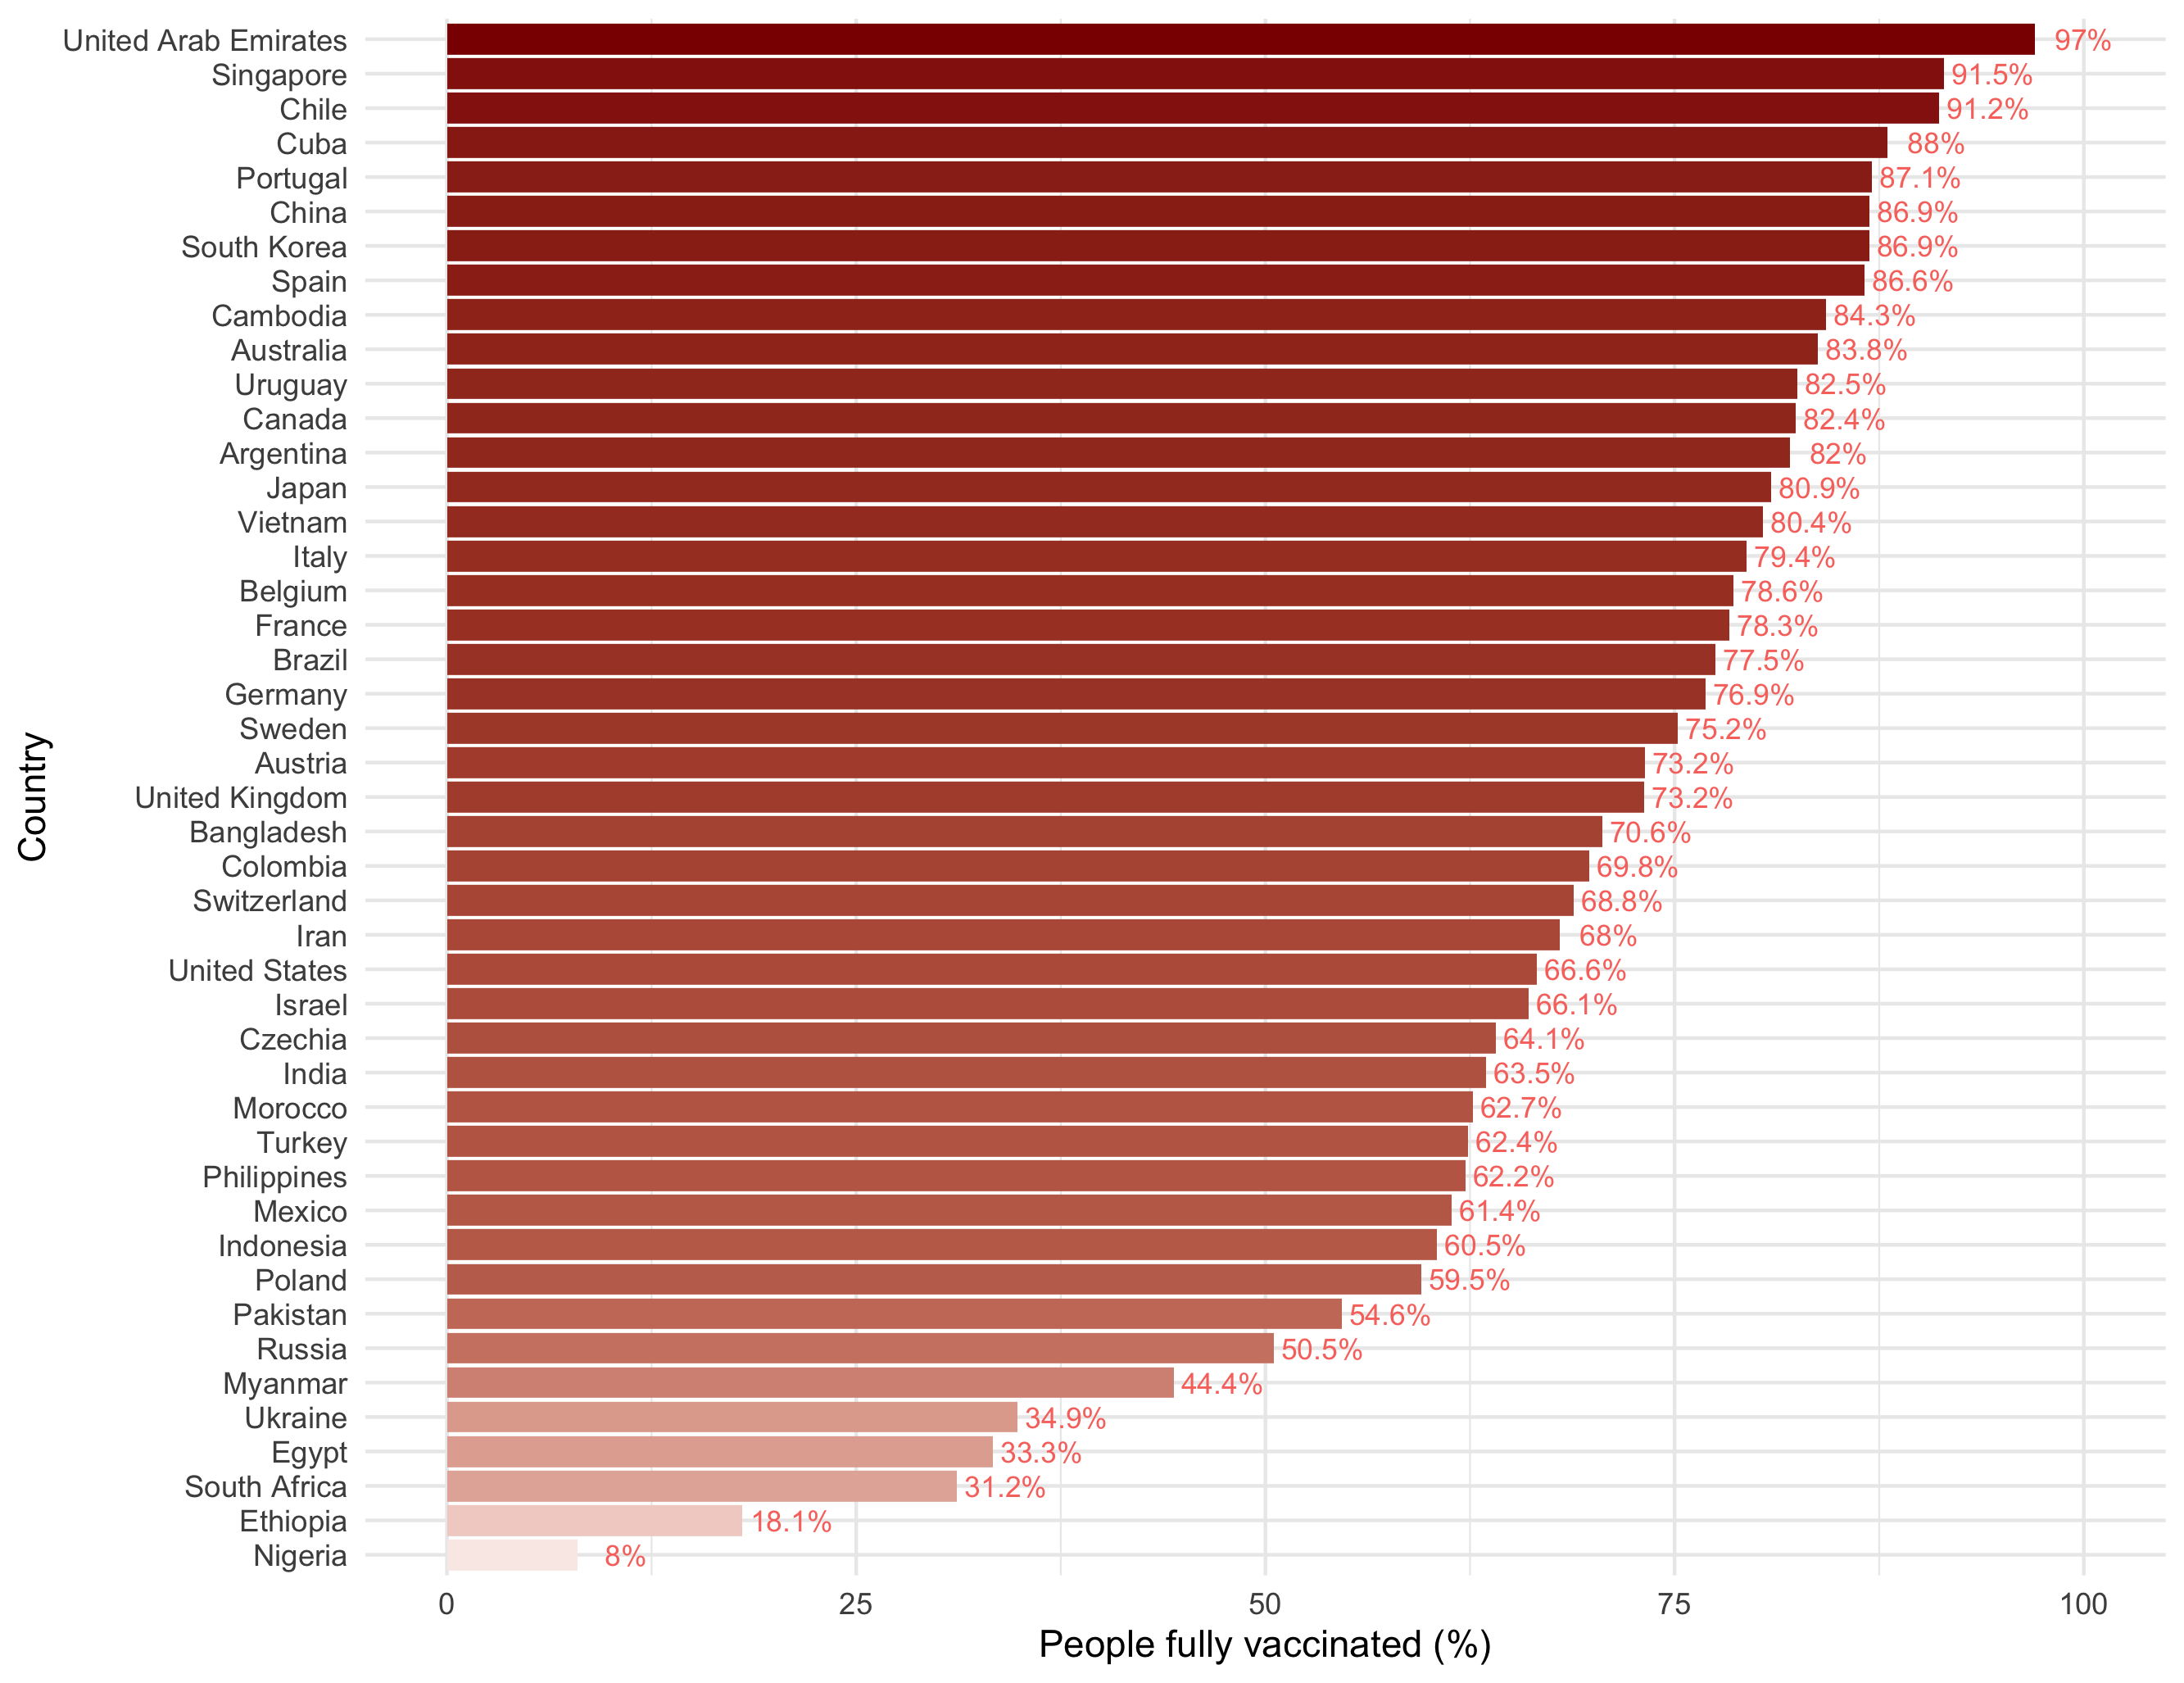 United Arab Emirates 97%
Singapore 91.5%
Chile 91.2%
Cuba 88%
Portugal 87.1%
China 86.9%
South Korea 86.9%
Spain 86.6%
Cambodia 84.3%
Australia 83.8%
Uruguay 82.5%
Canada 82.4%
Argentina 82%
Japan 80.9%
Vietnam 80.4%
Italy 79.4%
Belgium 78.6%
France 78.3%
Brazil 77.5%
Germany 76.9%
Sweden 75.2%
Austria 73.2%
United Kingdom 73.2%
Bangladesh 70.6%
Colombia 69.8%
Switzerland 68.8%
Iran 68%
United States 66.6%
Israel 66.1%
Czechia 64.1%
India 63.5%
Morocco 62.7%
Turkey 62.4%
Philippines 62.2%
Mexico 61.4%
Indonesia 60.5%
Poland 59.5%
Pakistan 54.6%
Russia 50.5%
Myanmar 44.4%
Ukraine 34.9%
Egypt 33.3%
South Africa 31.2%
Ethiopia 18.1%
Nigeria 8%
0 25 50 75 100
People fully vaccinated (%)
Country